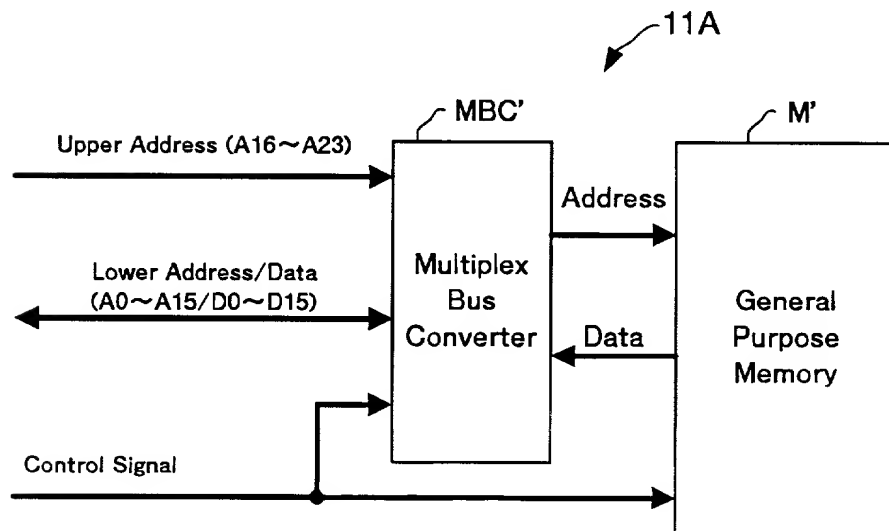 11A
MBC'
M'
Upper Address (A16～A23)
Address
Lower Address/Data
(A0～A15/D0～D15)
Multiplex
Bus
Converter
Data
General
Purpose
Memory
Control Signal